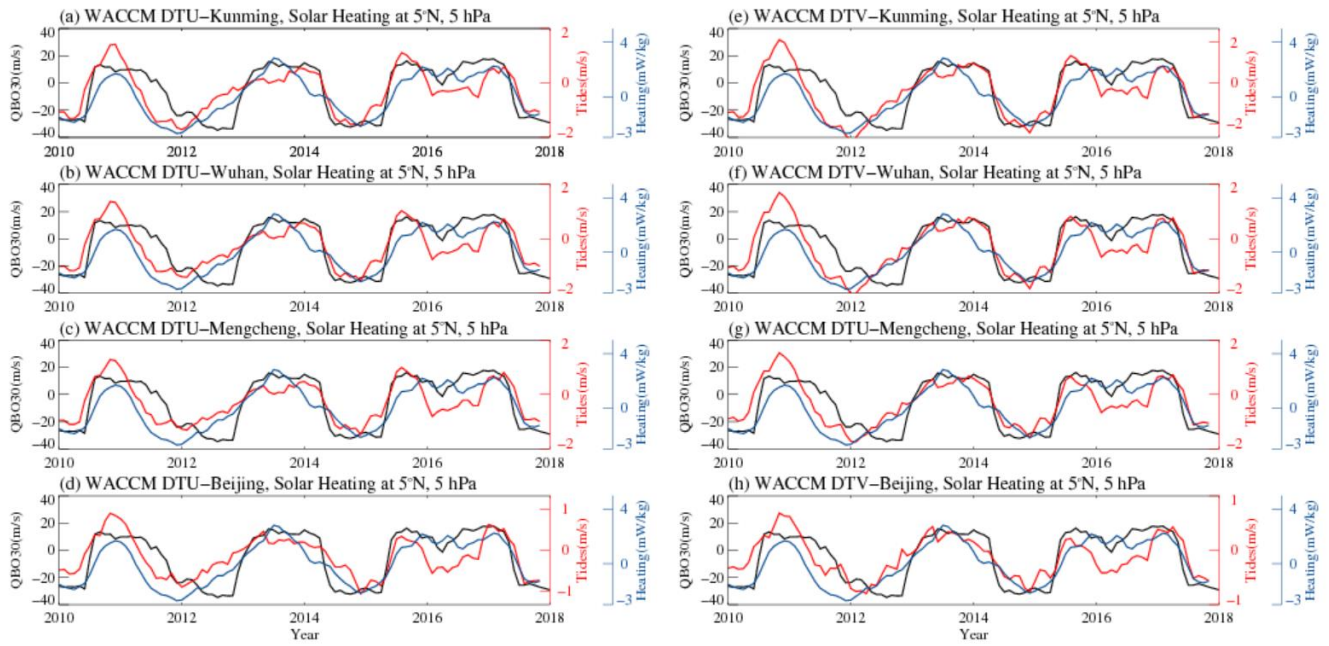 (a) WACCM DTU−Kunming, Solar Heating at 5°N, 5 hPa
QBO30(m/s)
40
20
0
−20
−40
2
0
−2
Tides(m/s)
4
0
−3
Heating(mW/kg)
2010 2012 2014 2016 2018
(e) WACCM DTV−Kunming, Solar Heating at 5°N, 5 hPa
QBO30(m/s)
40
20
0
−20
−40
2
0
−2
Tides(m/s)
4
0
−3
Heating(mW/kg)
2010 2012 2014 2016 2018
(b) WACCM DTU−Wuhan, Solar Heating at 5°N, 5 hPa
QBO30(m/s)
40
20
0
−20
−40
2
0
−2
Tides(m/s)
4
0
−3
Heating(mW/kg)
2010 2012 2014 2016 2018
(f) WACCM DTV−Wuhan, Solar Heating at 5°N, 5 hPa
QBO30(m/s)
40
20
0
−20
−40
2
0
−2
Tides(m/s)
4
0
−3
Heating(mW/kg)
2010 2012 2014 2016 2018
(c) WACCM DTU−Mengcheng, Solar Heating at 5°N, 5 hPa
QBO30(m/s)
40
20
0
−20
−40
2
0
−2
Tides(m/s)
4
0
−3
Heating(mW/kg)
2010 2012 2014 2016 2018
(g) WACCM DTU−Mengcheng, Solar Heating at 5°N, 5 hPa
QBO30(m/s)
40
20
0
−20
−40
2
0
−2
Tides(m/s)
4
0
−3
Heating(mW/kg)
2010 2012 2014 2016 2018
(d) WACCM DTU−Beijing, Solar Heating at 5°N, 5 hPa
QBO30(m/s)
40
20
0
−20
−40
1
0
−1
Tides(m/s)
4
0
−3
Heating(mW/kg)
2010 2012 2014 2016 2018
Year
(h) WACCM DTV−Beijing, Solar Heating at 5°N, 5 hPa
QBO30(m/s)
40
20
0
−20
−40
1
0
−1
Tides(m/s)
4
0
−3
Heating(mW/kg)
2010 2012 2014 2016 2018
Year